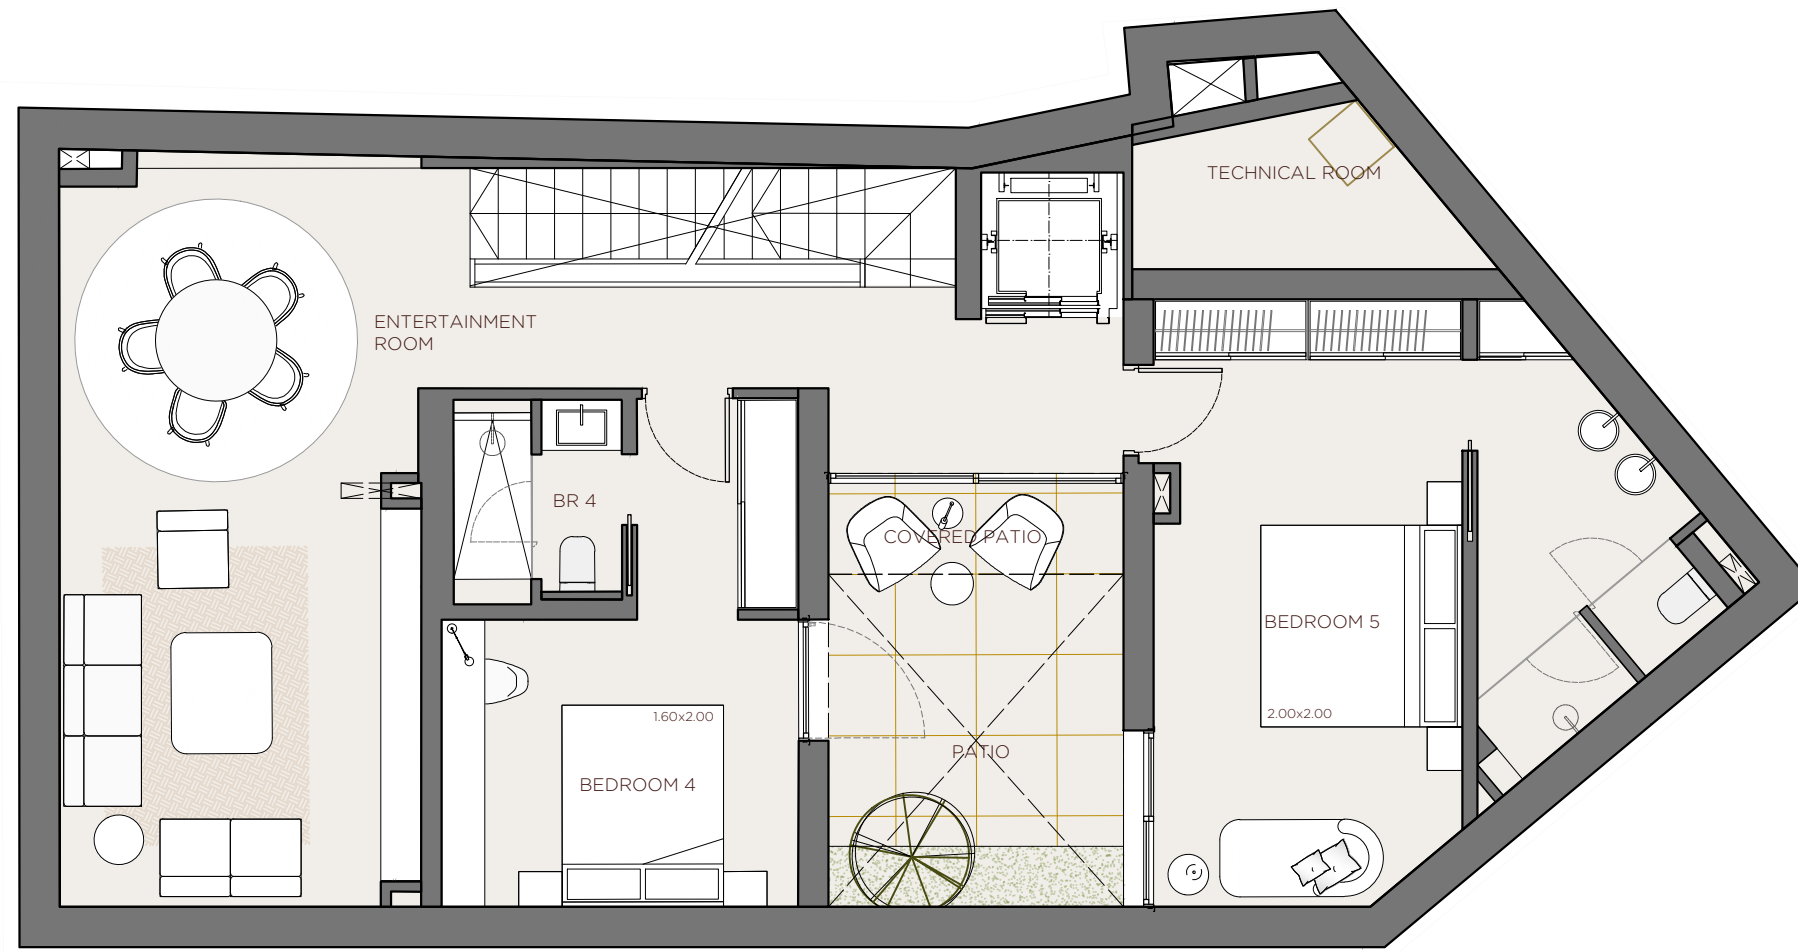 TECHNICAL ROOM
ENTERTAINMENT
ROOM
BR 4
COVERED PATIO
BEDROOM 5
2.00x2.00
1.60x2.00
PATIO
BEDROOM 4